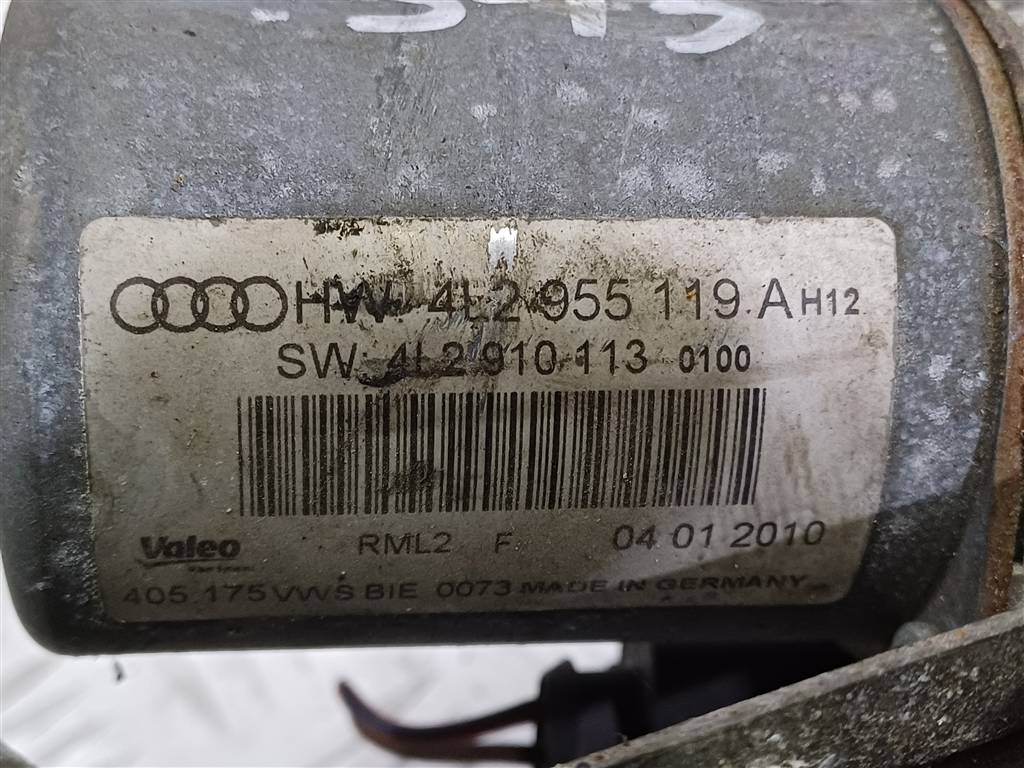 HW: 4L2 955 119 A H12
SW: 4L2 910 113 0100
Valeo RML2 F 04 01 2010
405.175 VWS BIE 0073 MADE IN GERMANY